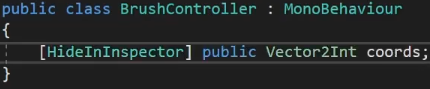 public class BrushController : MonoBehaviour
{
[HideInInspector] public Vector2Int coords;
}